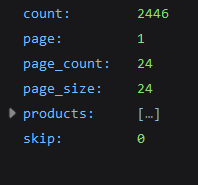 count: 2446
page: 1
page_count: 24
page_size: 24
products: […]
skip: 0